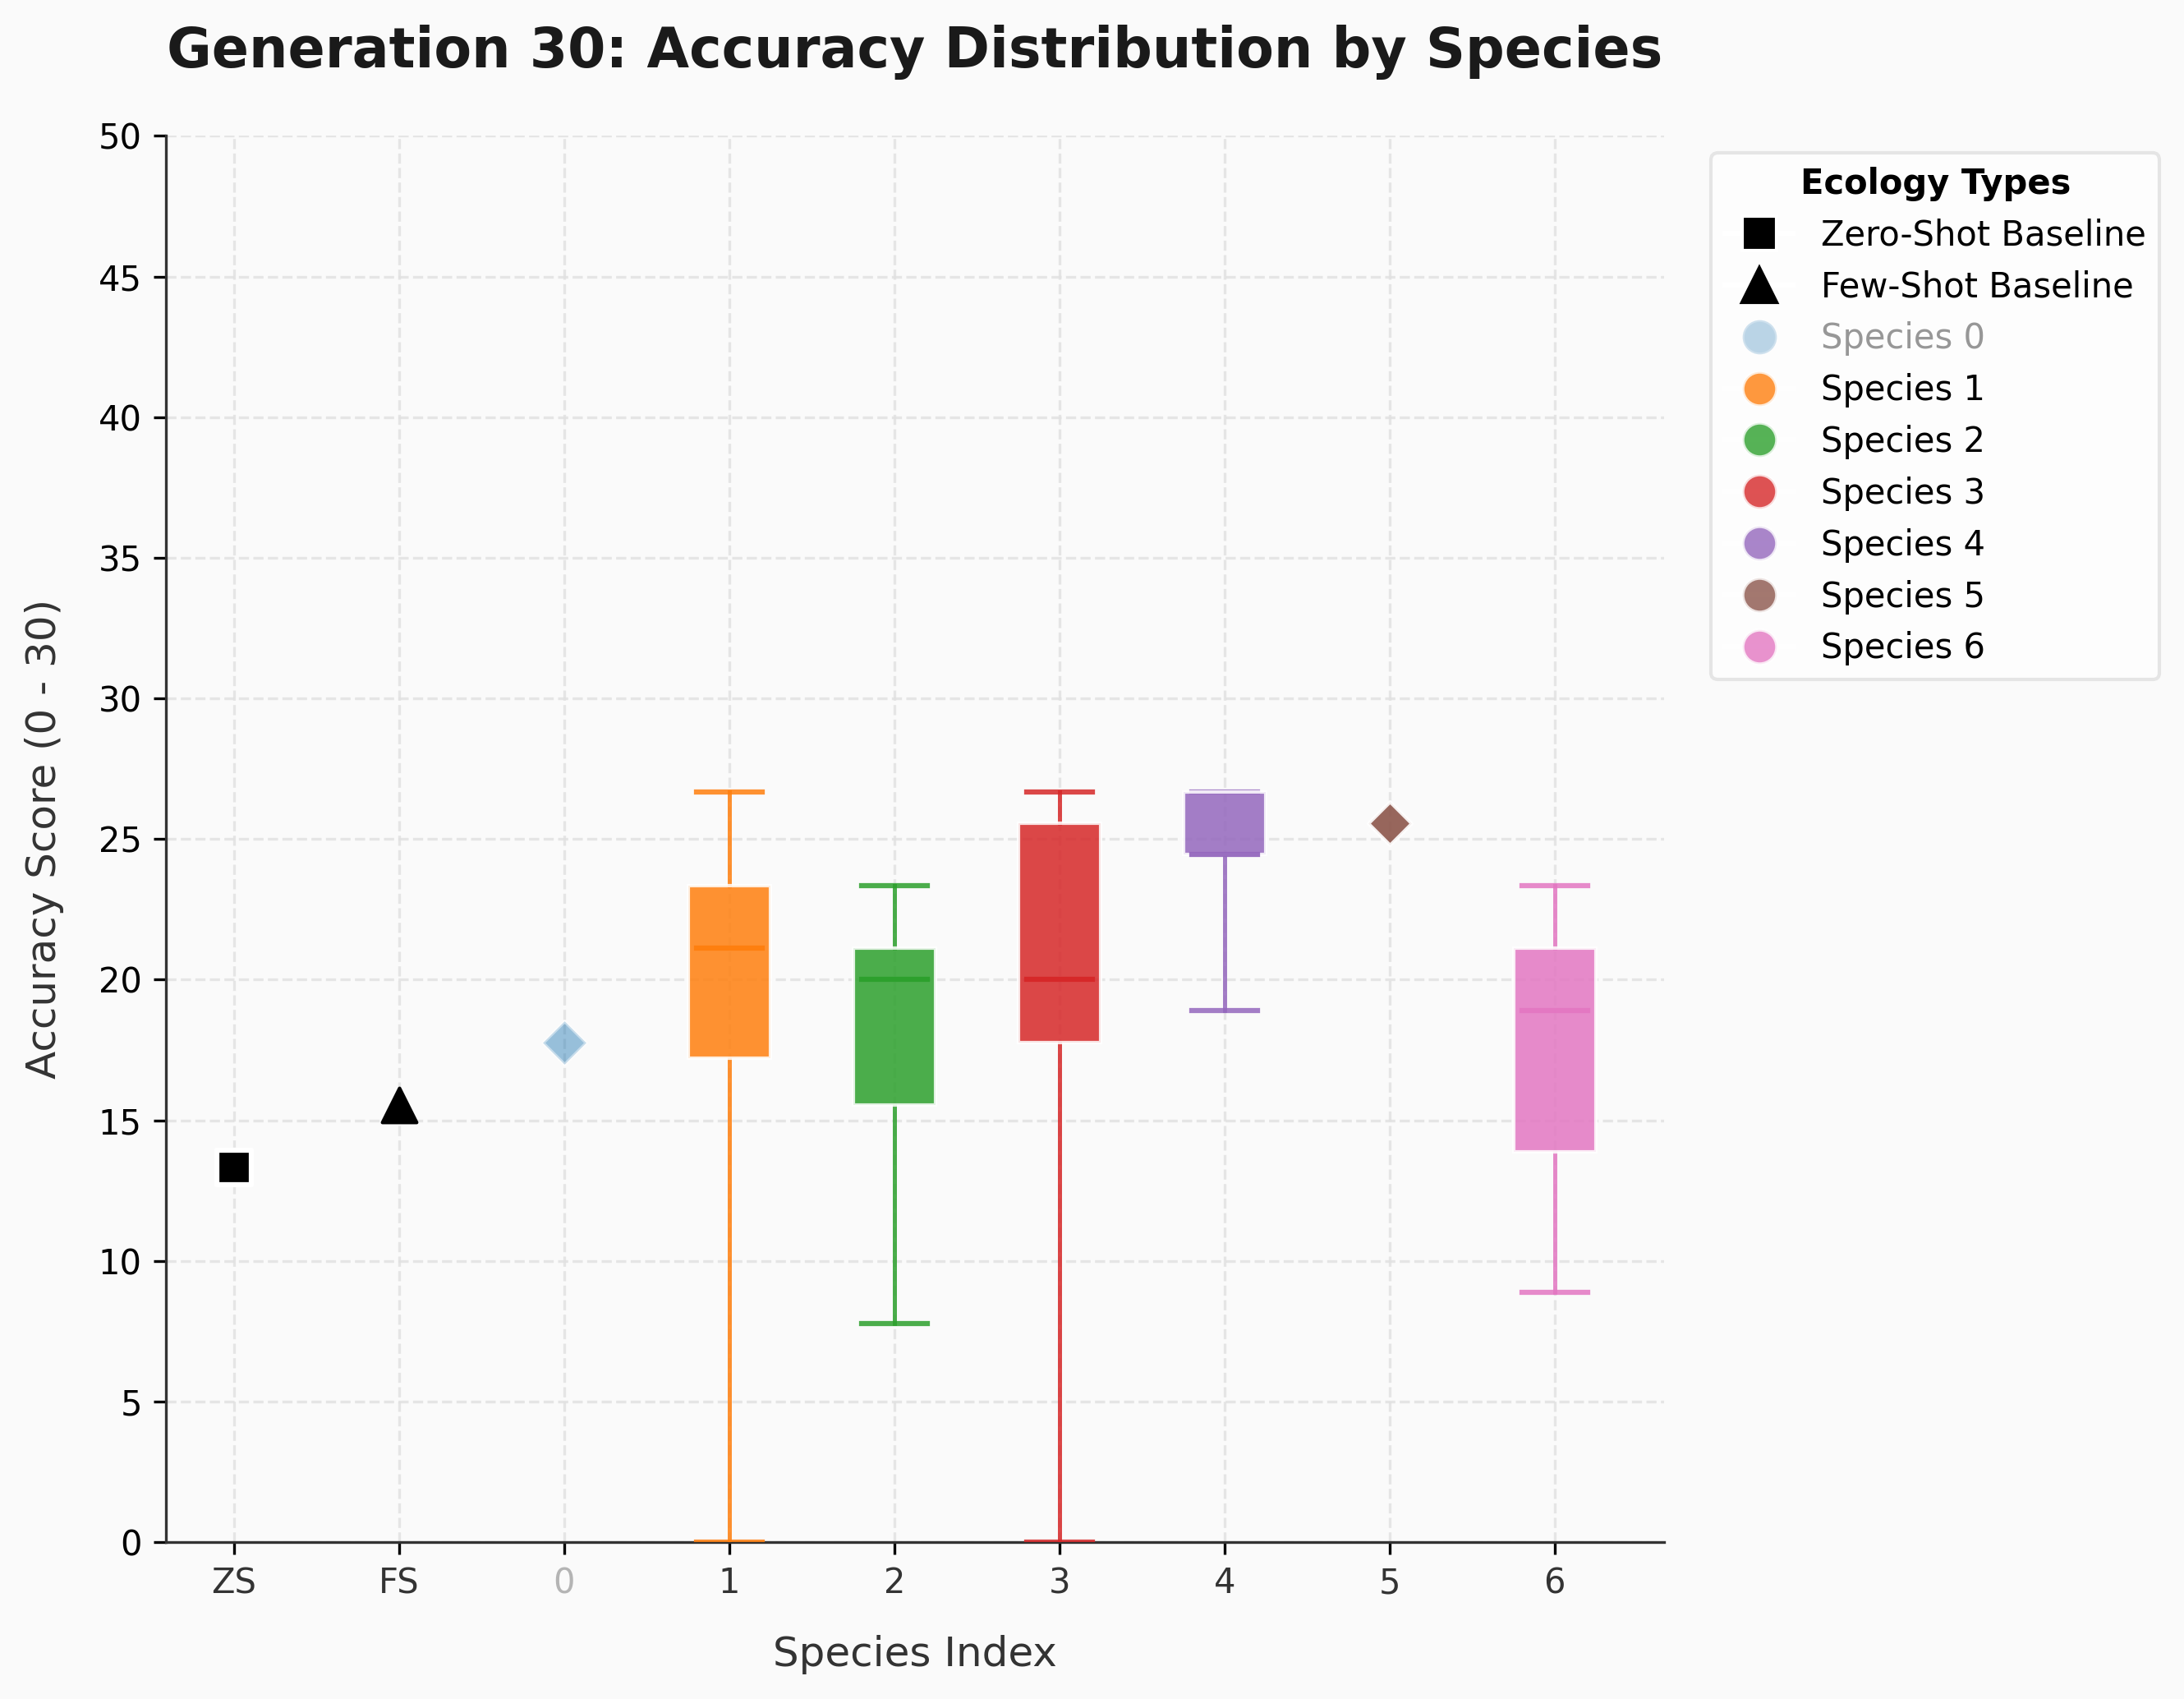 Generation 30: Accuracy Distribution by Species
50
45
40
35
30
25
20
15
10
5
0
Accuracy Score (0 - 30)
ZS FS 0 1 2 3 4 5 6
Species Index
Ecology Types
Zero-Shot Baseline
Few-Shot Baseline
Species 0
Species 1
Species 2
Species 3
Species 4
Species 5
Species 6